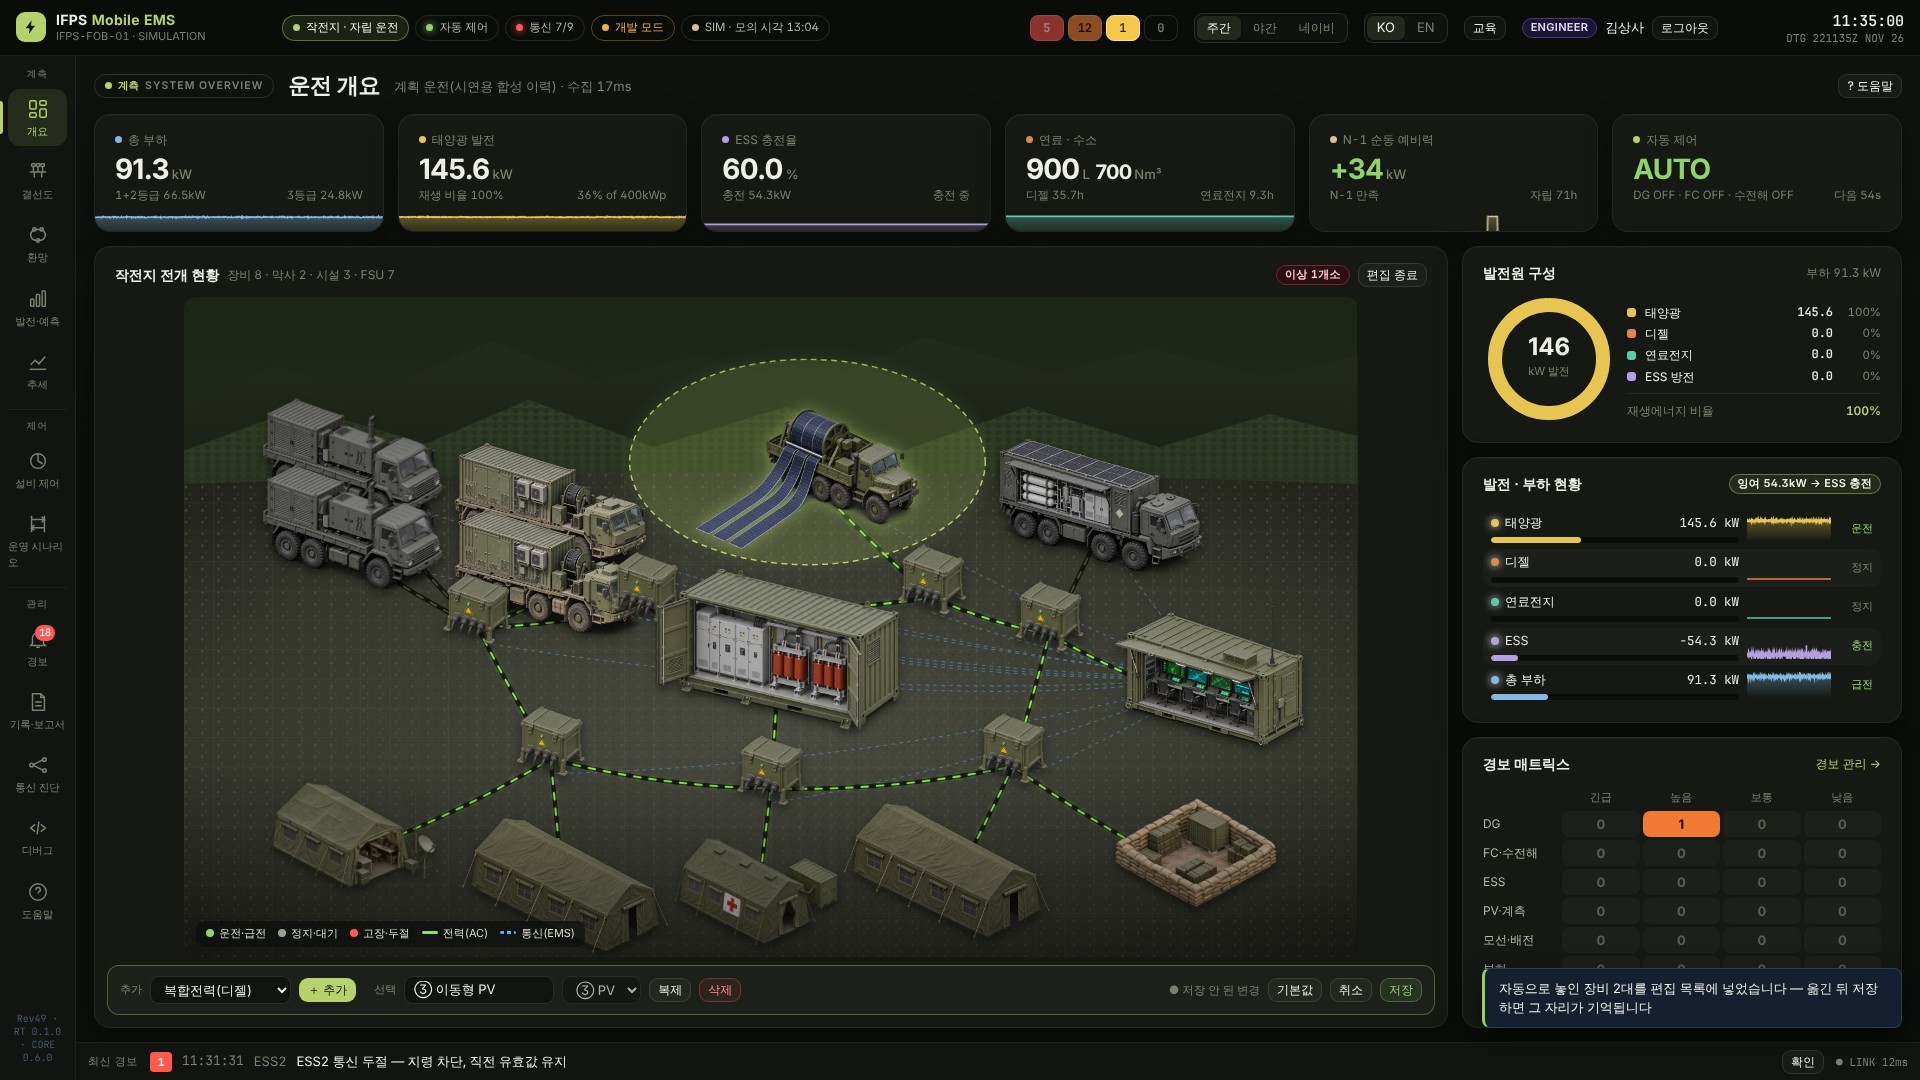 IFPS Mobile EMS
IFPS-FOB-01 · SIMULATION
작전지 · 자립 운전
자동 제어
통신 7/9
개발 모드
SIM · 모의 시각 13:04
5
12
1
0
주간
야간
네이비
KO
EN
교육
ENGINEER
김상사
로그아웃
11:35:00
DTG 221135Z NOV 26
계측
개요
결선도
환망
발전·예측
추세
제어
설비 제어
운영 시나리
오
관리
18
경보
기록·보고서
통신 진단
디버그
도움말
Rev49 ·
RT 0.1.0
· CORE
0.6.0
계측 SYSTEM OVERVIEW
운전 개요
계획 운전(시연용 합성 이력) · 수집 17ms
? 도움말
총 부하
91.3 kW
1+2등급 66.5kW
3등급 24.8kW
태양광 발전
145.6 kW
재생 비율 100%
36% of 400kWp
ESS 충전율
60.0 %
충전 54.3kW
충전 중
연료 · 수소
900 L 700 Nm³
디젤 35.7h
연료전지 9.3h
N-1 순동 예비력
+34 kW
N-1 만족
자립 71h
자동 제어
AUTO
DG OFF · FC OFF · 수전해 OFF
다음 54s
작전지 전개 현황
장비 8 · 막사 2 · 시설 3 · FSU 7
이상 1개소
편집 종료
운전·급전
정지·대기
고장·두절
전력(AC)
통신(EMS)
추가
복합전력(디젤)
+ 추가
선택
③ 이동형 PV
③ PV
복제
삭제
저장 안 된 변경
기본값
취소
저장
발전원 구성
부하 91.3 kW
146
kW 발전
태양광 145.6 100%
디젤 0.0 0%
연료전지 0.0 0%
ESS 방전 0.0 0%
재생에너지 비율 100%
발전 · 부하 현황
잉여 54.3kW → ESS 충전
태양광 145.6 kW 운전
디젤 0.0 kW 정지
연료전지 0.0 kW 정지
ESS -54.3 kW 충전
총 부하 91.3 kW 급전
경보 매트릭스
경보 관리 →
긴급 높음 보통 낮음
DG 0 1 0 0
FC·수전해 0 0 0 0
ESS 0 0 0 0
PV·계측 0 0 0 0
모선·배전 0 0 0 0
자동으로 놓인 장비 2대를 편집 목록에 넣었습니다 — 옮긴 뒤 저장
하면 그 자리가 기억됩니다
최신 경보
1
11:31:31
ESS2
ESS2 통신 두절 — 지령 차단, 직전 유효값 유지
확인
LINK 12ms